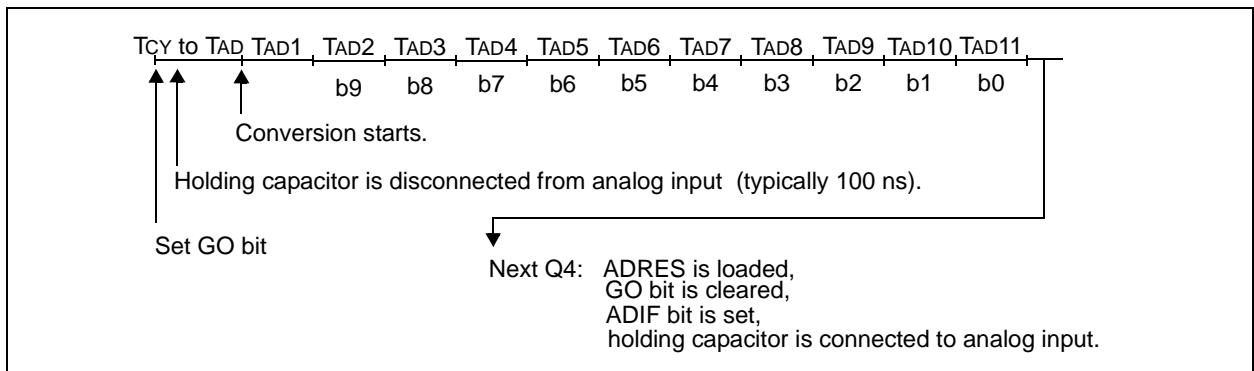 TCY to TAD TAD1 TAD2 TAD3 TAD4 TAD5 TAD6 TAD7 TAD8 TAD9 TAD10 TAD11
b9 b8 b7 b6 b5 b4 b3 b2 b1 b0
Conversion starts.
Holding capacitor is disconnected from analog input (typically 100 ns).
Set GO bit
Next Q4: ADRES is loaded,
GO bit is cleared,
ADIF bit is set,
holding capacitor is connected to analog input.